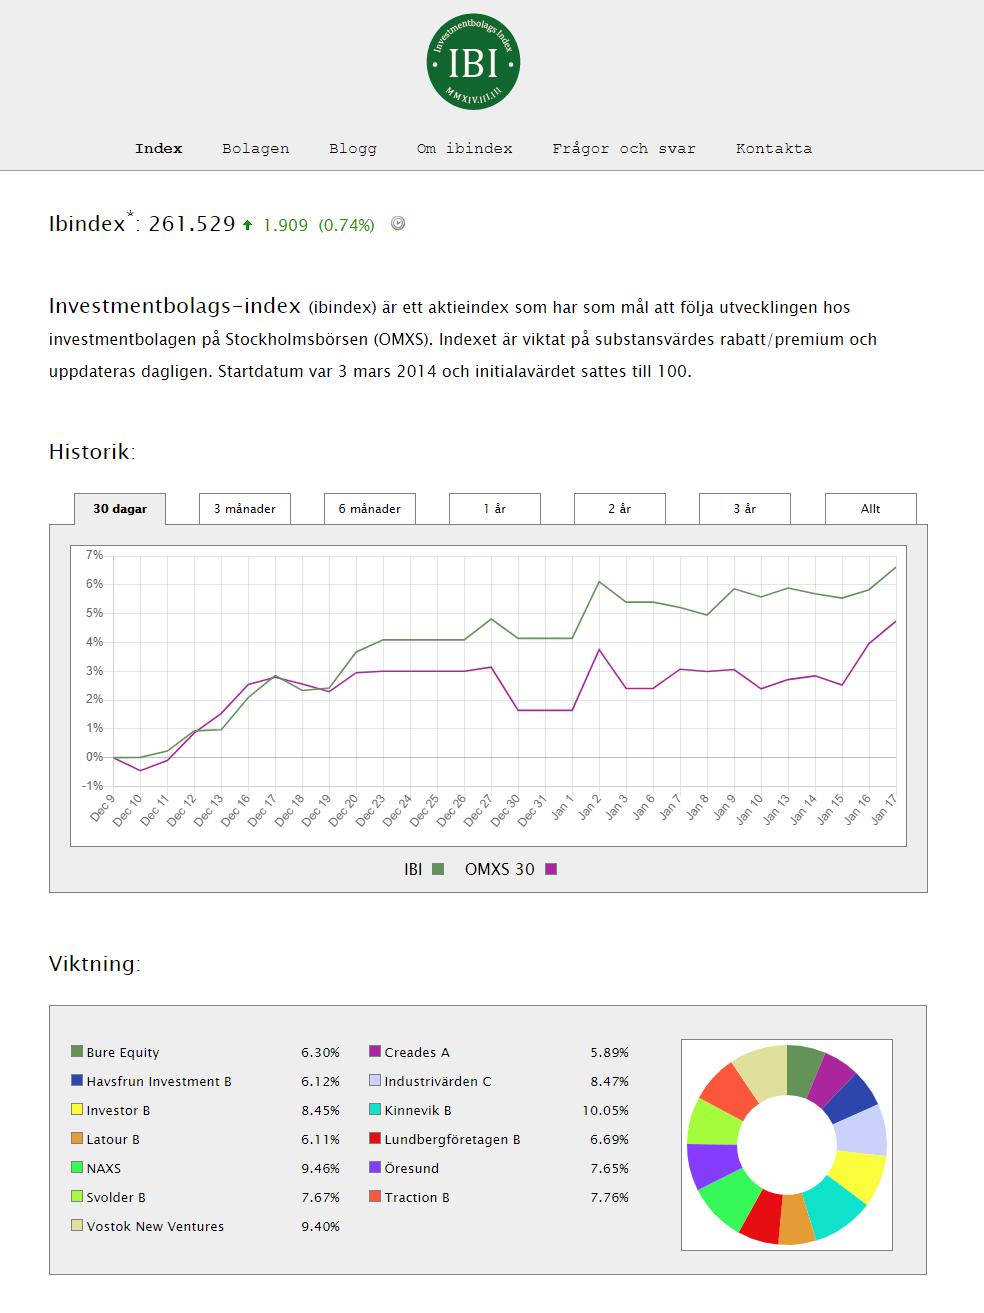 Investmentbolags Index
IBI
MMXIV.III.III
Index Bolagen Blogg Om ibindex Frågor och svar Kontakta
Ibindex*: 261.529 1.909 (0.74%)
Investmentbolags-index (ibindex) är ett aktieindex som har som mål att följa utvecklingen hos
investmentbolagen på Stockholmsbörsen (OMXS). Indexet är viktat på substansvärdes rabatt/premium och
uppdateras dagligen. Startdatum var 3 mars 2014 och initialavärdet sattes till 100.
Historik:
30 dagar 3 månader 6 månader 1 år 2 år 3 år Allt
7%
6%
5%
4%
3%
2%
1%
0%
-1%
Dec 9 Dec 10 Dec 11 Dec 12 Dec 13 Dec 16 Dec 17 Dec 18 Dec 19 Dec 20 Dec 23 Dec 24 Dec 25 Dec 26 Dec 27 Dec 30 Dec 31 Jan 1 Jan 2 Jan 3 Jan 6 Jan 7 Jan 8 Jan 9 Jan 10 Jan 13 Jan 14 Jan 15 Jan 16 Jan 17
IBI OMXS 30
Viktning:
Bure Equity 6.30% Creades A 5.89%
Havsfrun Investment B 6.12% Industrivärden C 8.47%
Investor B 8.45% Kinnevik B 10.05%
Latour B 6.11% Lundbergföretagen B 6.69%
NAXS 9.46% Öresund 7.65%
Svolder B 7.67% Traction B 7.76%
Vostok New Ventures 9.40%